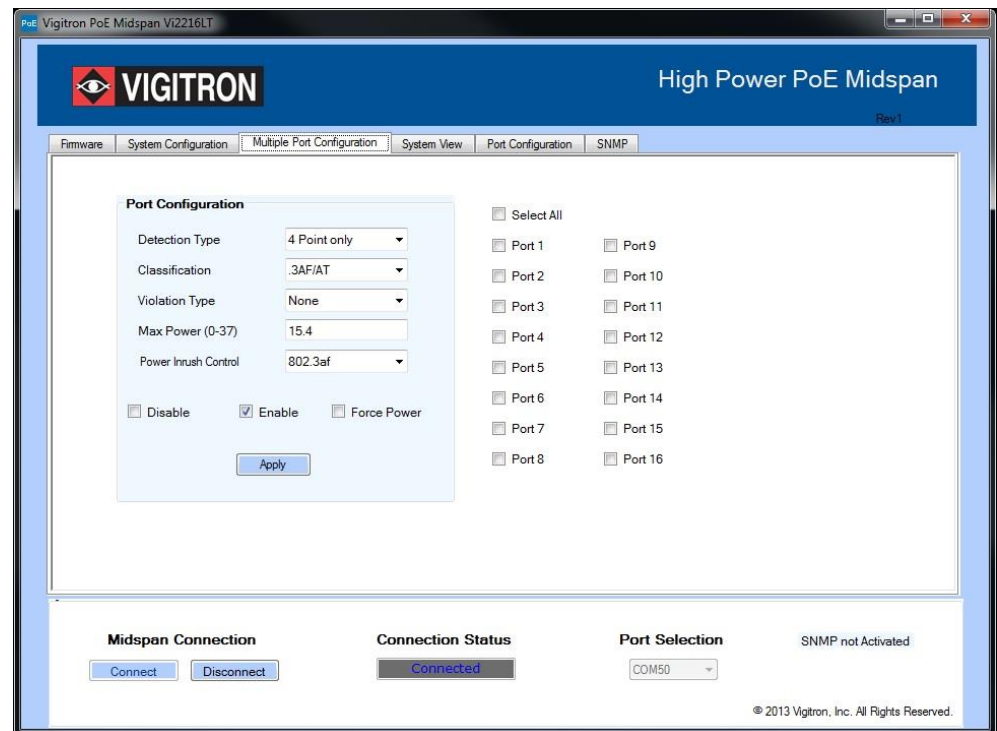 PoE Vigitron PoE Midspan Vi2216LT
VIGITRON
High Power PoE Midspan
Rev1
Firmware System Configuration Multiple Port Configuration System View Port Configuration SNMP
Port Configuration
Detection Type 4 Point only
Classification .3AF/AT
Violation Type None
Max Power (0-37) 15.4
Power Inrush Control 802.3af
Disable Enable Force Power
Apply
Select All
Port 1 Port 9
Port 2 Port 10
Port 3 Port 11
Port 4 Port 12
Port 5 Port 13
Port 6 Port 14
Port 7 Port 15
Port 8 Port 16
Midspan Connection Connection Status Port Selection SNMP not Activated
Connect Disconnect Connected COM50
© 2013 Vigitron, Inc. All Rights Reserved.